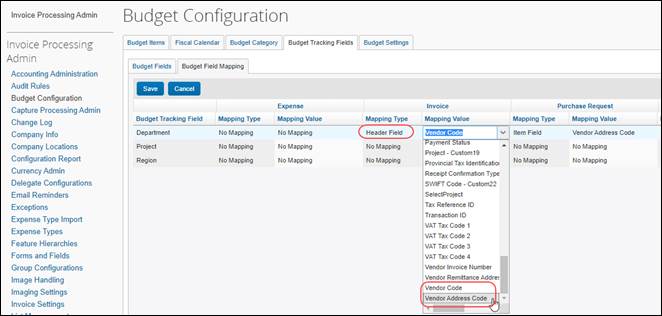 Invoice Processing Admin
Budget Configuration
Invoice Processing
Admin
Accounting Administration
Audit Rules
Budget Configuration
Capture Processing Admin
Change Log
Company Info
Company Locations
Configuration Report
Currency Admin
Delegate Configurations
Email Reminders
Exceptions
Expense Type Import
Expense Types
Feature Hierarchies
Forms and Fields
Group Configurations
Image Handling
Imaging Settings
Invoice Settings
Budget Items Fiscal Calendar Budget Category Budget Tracking Fields Budget Settings
Budget Fields Budget Field Mapping
Save Cancel
Expense Invoice Purchase Request
Budget Tracking Field Mapping Type Mapping Value Mapping Type Mapping Value Mapping Type Mapping Value
Department No Mapping No Mapping Header Field Vendor Code Item Field Vendor Address Code
Project No Mapping No Mapping No Mapping No Mapping No Mapping
Region No Mapping No Mapping No Mapping No Mapping No Mapping
Payment Status
Project - Custom19
Provincial Tax Identification
Receipt Confirmation Type
SWIFT Code - Custom22
SelectProject
Tax Reference ID
Transaction ID
VAT Tax Code 1
VAT Tax Code 2
VAT Tax Code 3
VAT Tax Code 4
Vendor Invoice Number
Vendor Remittance Addres
Vendor Code
Vendor Address Code